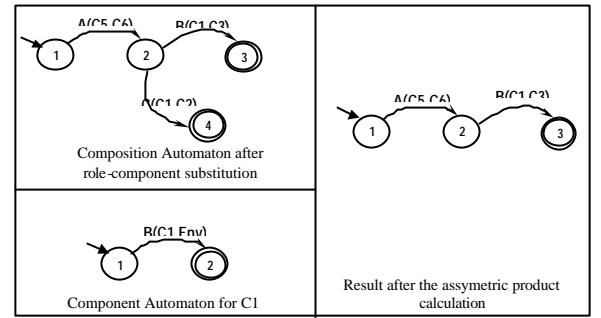 A(C5,C6)
B(C1,C3)
1
2
3
C(C1,C2)
4
Composition Automaton after
role-component substitution
B(C1,Env)
1
2
Component Automaton for C1
A(C5,C6)
B(C1,C3)
1
2
3
Result after the assymetric product
calculation